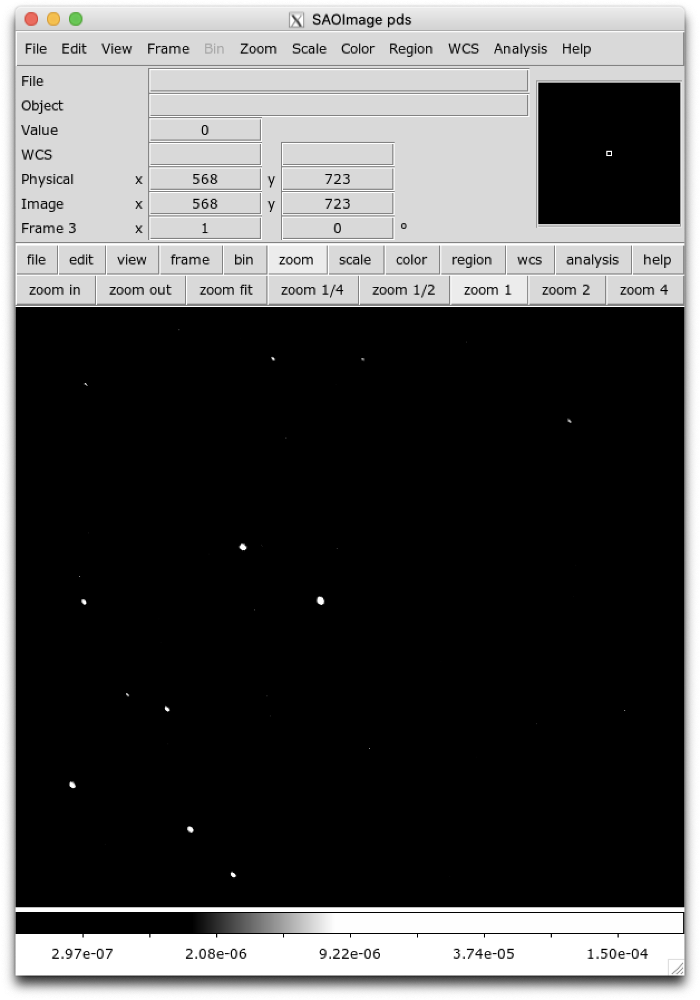 SAOImage pds
File Edit View Frame Bin Zoom Scale Color Region WCS Analysis Help
File
Object
Value 0
WCS
Physical x 568 y 723
Image x 568 y 723
Frame 3 x 1 0 °
file edit view frame bin zoom scale color region wcs analysis help
zoom in zoom out zoom fit zoom 1/4 zoom 1/2 zoom 1 zoom 2 zoom 4
2.97e-07 2.08e-06 9.22e-06 3.74e-05 1.50e-04